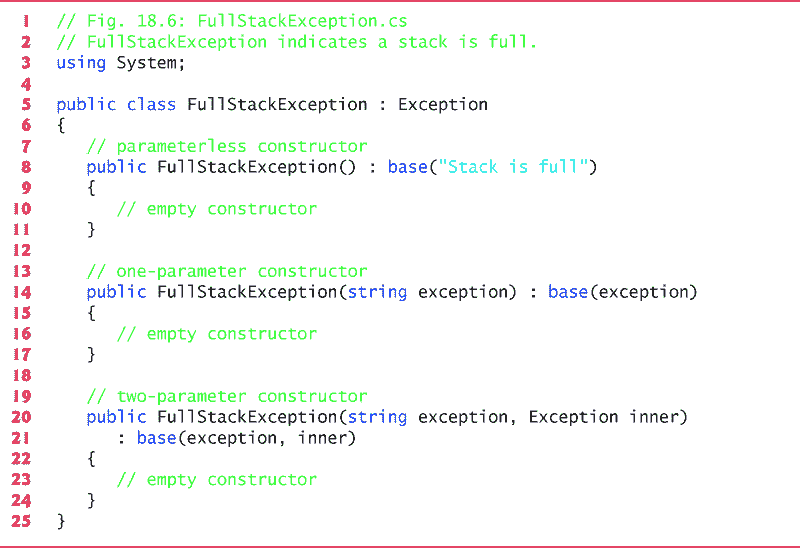 1 // Fig. 18.6: FullStackException.cs
2 // FullStackException indicates a stack is full.
3 using System;
4
5 public class FullStackException : Exception
6 {
7    // parameterless constructor
8    public FullStackException() : base("Stack is full")
9    {
10       // empty constructor
11    }
12
13    // one-parameter constructor
14    public FullStackException(string exception) : base(exception)
15    {
16       // empty constructor
17    }
18
19    // two-parameter constructor
20    public FullStackException(string exception, Exception inner)
21       : base(exception, inner)
22    {
23       // empty constructor
24    }
25 }